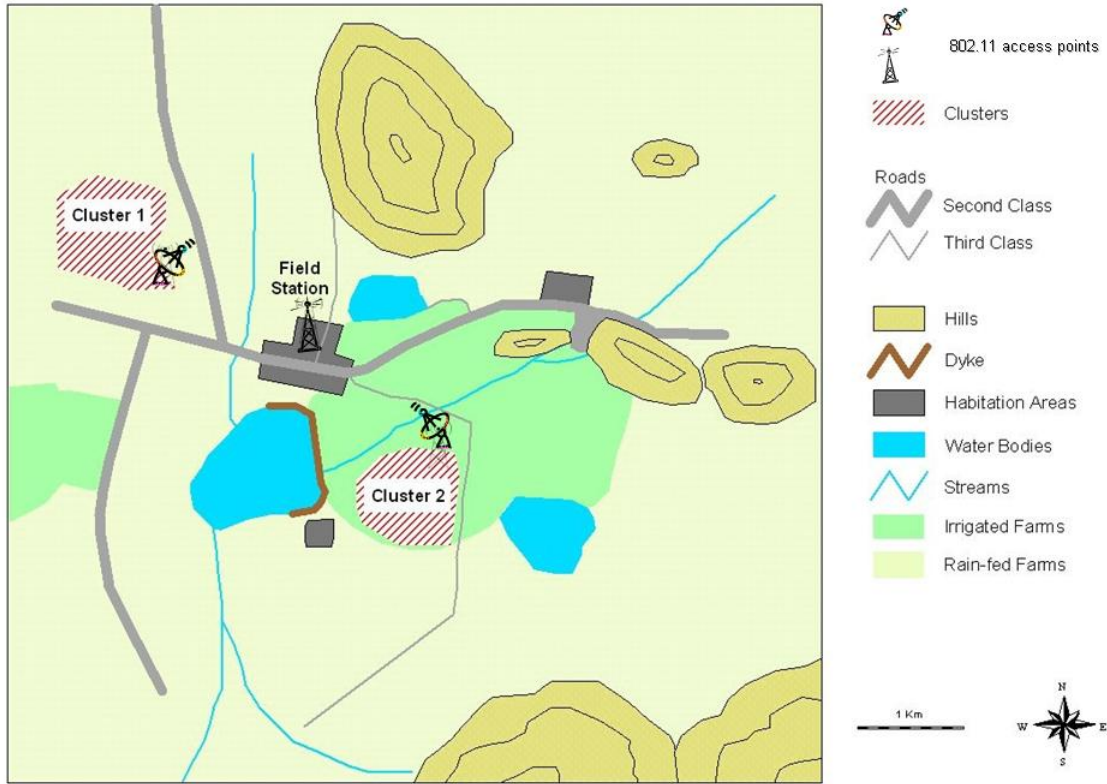 Cluster 1
Field
Station
Cluster 2
802.11 access points
Clusters
Roads
Second Class
Third Class
Hills
Dyke
Habitation Areas
Water Bodies
Streams
Irrigated Farms
Rain-fed Farms
1 Km
N
W
E
S